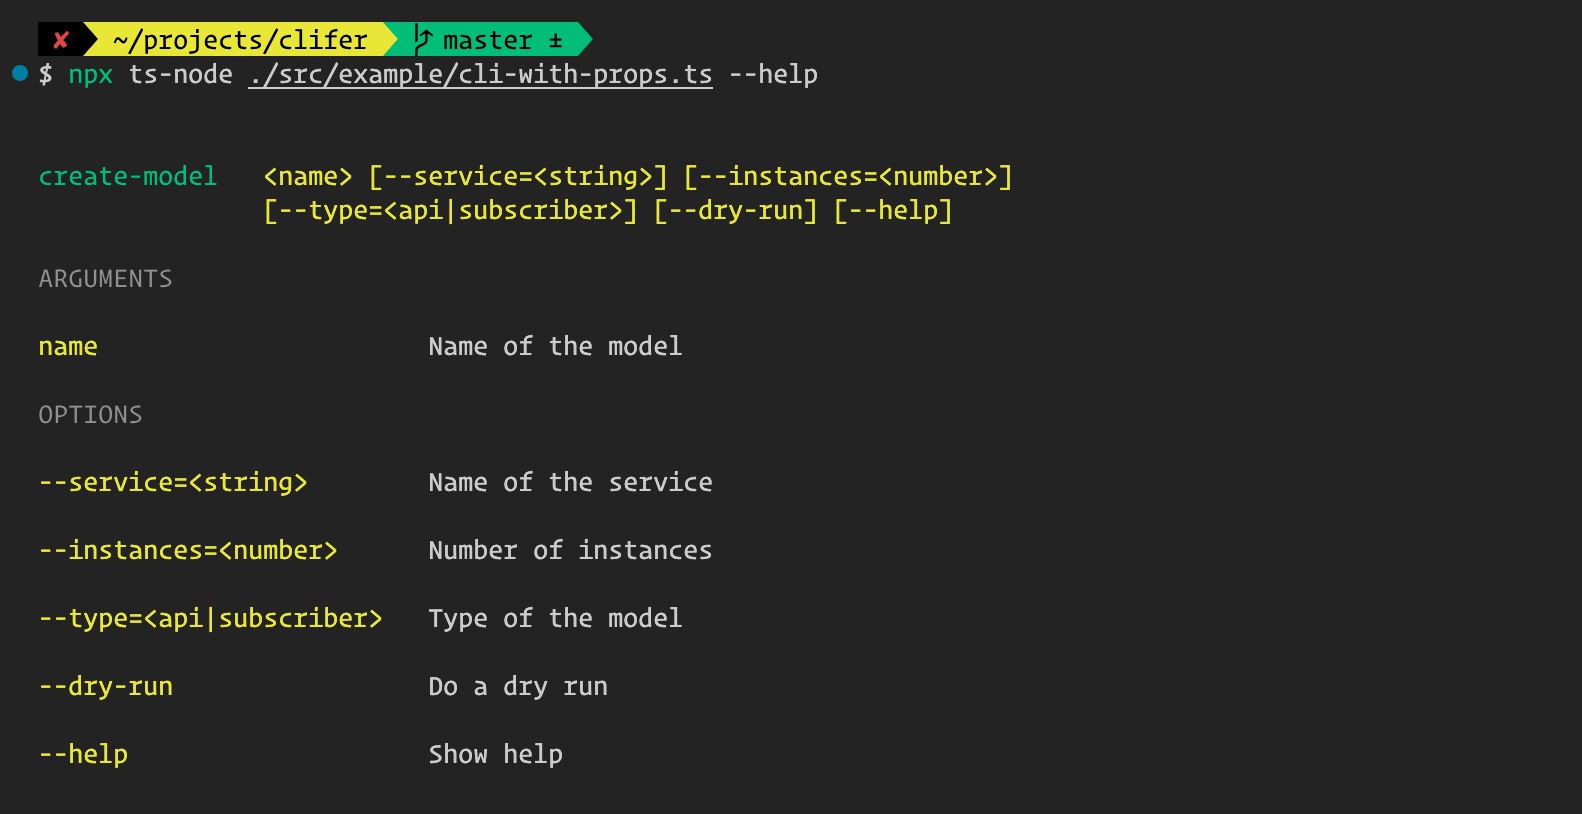 ✘ ~/projects/clifer master ±
$ npx ts-node ./src/example/cli-with-props.ts --help
create-model <name> [--service=<string>] [--instances=<number>]
[--type=<api|subscriber>] [--dry-run] [--help]
ARGUMENTS
name Name of the model
OPTIONS
--service=<string> Name of the service
--instances=<number> Number of instances
--type=<api|subscriber> Type of the model
--dry-run Do a dry run
--help Show help